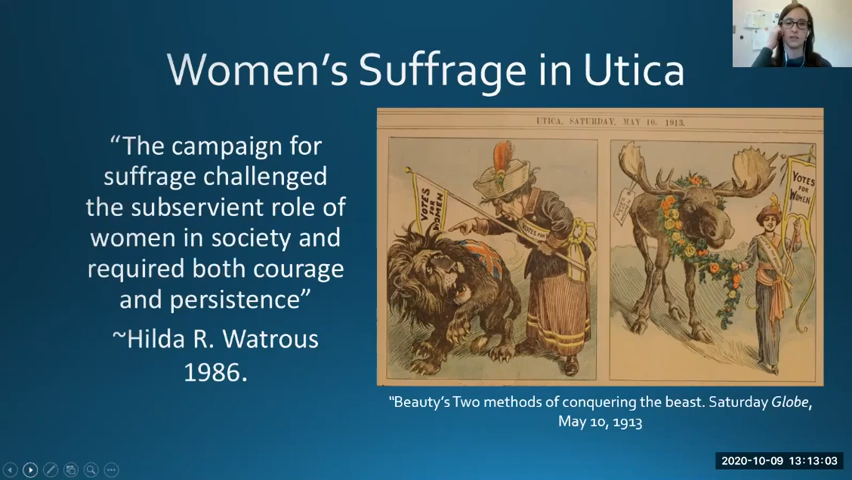 Women's Suffrage in Utica
“The campaign for
suffrage challenged
the subservient role of
women in society and
required both courage
and persistence”
~Hilda R. Watrous
1986.
UTICA, SATURDAY, MAY 10, 1913.
VOTES
FOR
WOMEN
VOTES FOR
VOTES
FOR
WOMEN
“Beauty's Two methods of conquering the beast. Saturday Globe,
May 10, 1913
2020-10-09 13:13:03